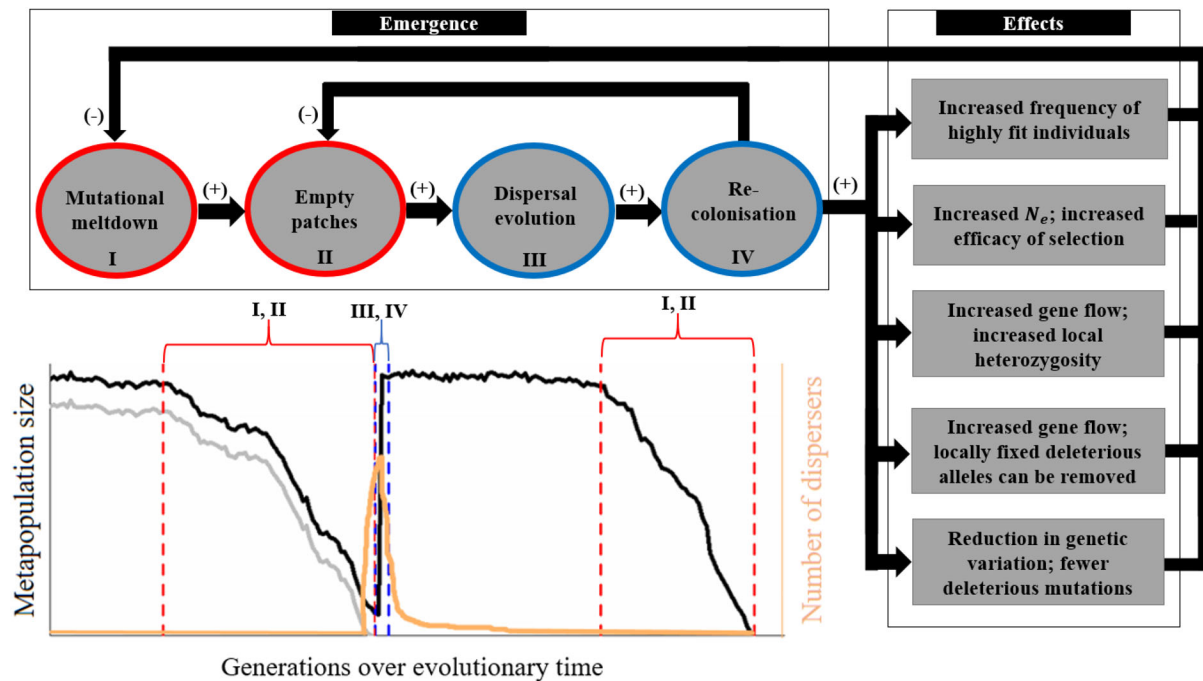 Emergence
Effects
(-)
(-)
Mutational
meltdown
I
(+)
Empty
patches
II
(+)
Dispersal
evolution
III
(+)
Re-
colonisation
IV
(+)
Increased frequency of
highly fit individuals
Increased Nₑ; increased
efficacy of selection
Increased gene flow;
increased local
heterozygosity
Increased gene flow;
locally fixed deleterious
alleles can be removed
Reduction in genetic
variation; fewer
deleterious mutations
I, II
III, IV
I, II
Metapopulation size
Number of dispersers
Generations over evolutionary time